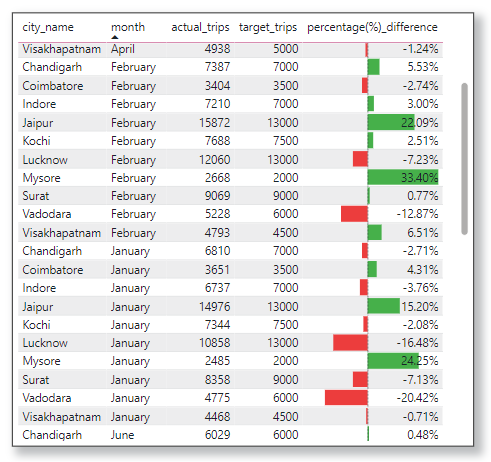 city_name month actual_trips target_trips percentage(%)_difference
Visakhapatnam April 4938 5000 -1.24%
Chandigarh February 7387 7000 5.53%
Coimbatore February 3404 3500 -2.74%
Indore February 7210 7000 3.00%
Jaipur February 15872 13000 22.09%
Kochi February 7688 7500 2.51%
Lucknow February 12060 13000 -7.23%
Mysore February 2668 2000 33.40%
Surat February 9069 9000 0.77%
Vadodara February 5228 6000 -12.87%
Visakhapatnam February 4793 4500 6.51%
Chandigarh January 6810 7000 -2.71%
Coimbatore January 3651 3500 4.31%
Indore January 6737 7000 -3.76%
Jaipur January 14976 13000 15.20%
Kochi January 7344 7500 -2.08%
Lucknow January 10858 13000 -16.48%
Mysore January 2485 2000 24.25%
Surat January 8358 9000 -7.13%
Vadodara January 4775 6000 -20.42%
Visakhapatnam January 4468 4500 -0.71%
Chandigarh June 6029 6000 0.48%